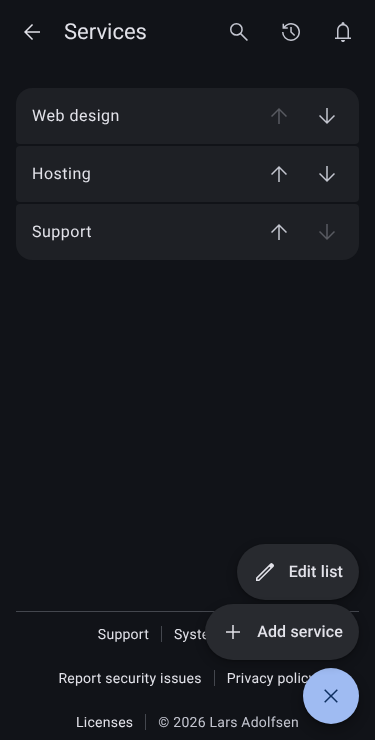 Services
Web design
Hosting
Support
Edit list
Support
Add service
Report security issues
Licenses
© 2026 Lars Adolfsen